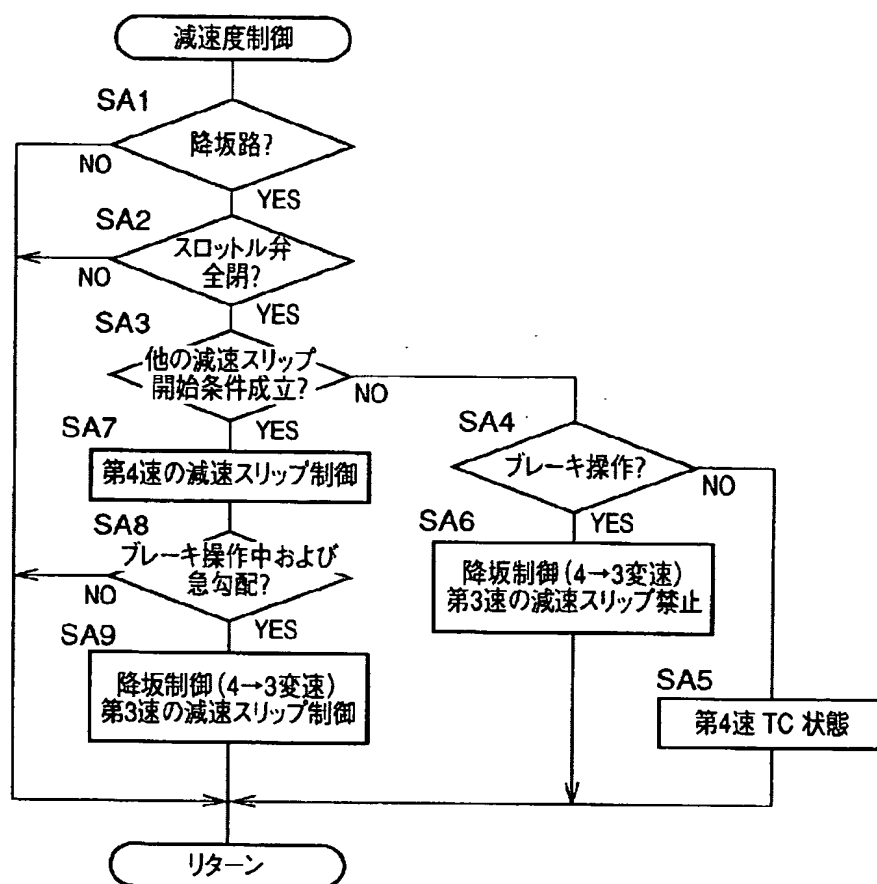 減速度制御
SA1
降坂路?
NO
YES
SA2
スロットル弁
全閉?
NO
YES
SA3
他の減速スリップ
開始条件成立?
NO
YES
SA4
ブレーキ操作?
NO
YES
SA7
第4速の減速スリップ制御
SA6
降坂制御(4→3変速)
第3速の減速スリップ禁止
SA8
ブレーキ操作中および
急勾配?
NO
YES
SA9
降坂制御(4→3変速)
第3速の減速スリップ制御
SA5
第4速 TC 状態
リターン